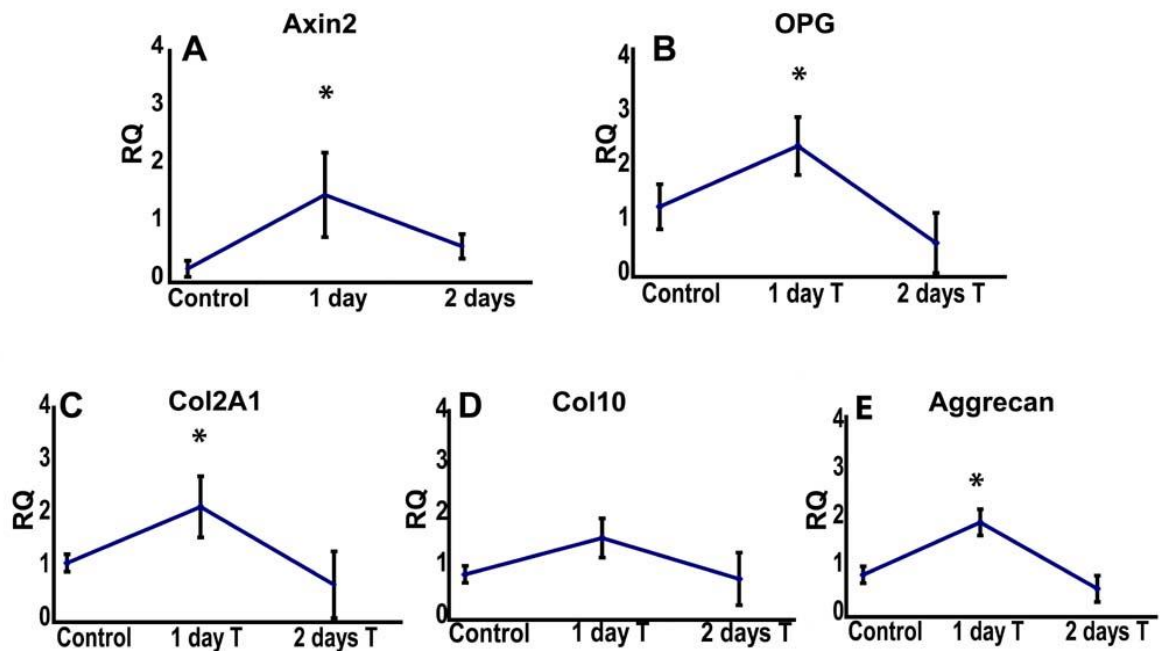 A
Axin2
4
3
2
1
0
RQ
*
Control 1 day 2 days
B
OPG
4
3
2
1
0
RQ
*
Control 1 day T 2 days T
C
Col2A1
4
3
2
1
0
RQ
*
Control 1 day T 2 days T
D
Col10
4
3
2
1
0
RQ
Control 1 day T 2 days T
E
Aggrecan
4
3
2
1
0
RQ
*
Control 1 day T 2 days T